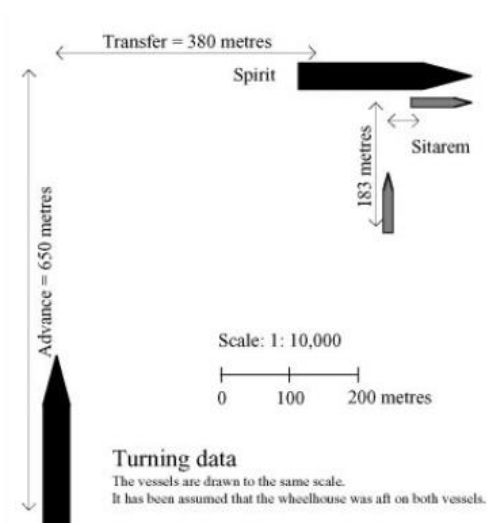 Transfer = 380 metres
Spirit
Sitarem
183 metres
Advance = 650 metres
Scale: 1: 10,000
0 100 200 metres
Turning data
The vessels are drawn to the same scale.
It has been assumed that the wheelhouse was aft on both vessels.